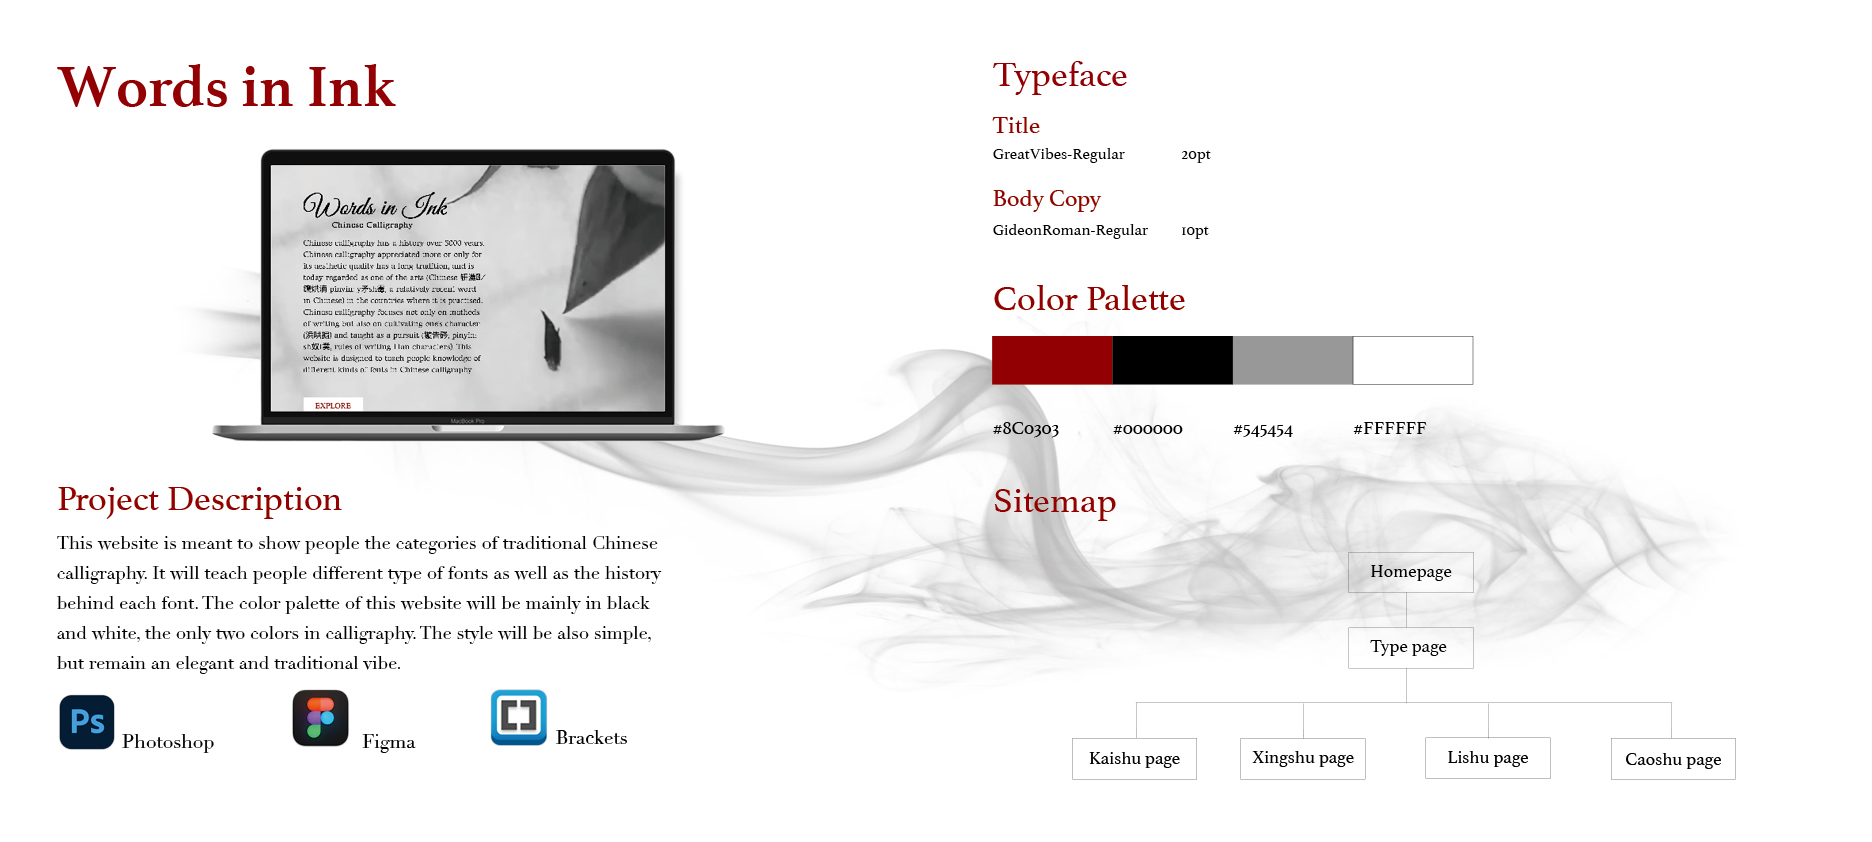 Words in Ink
Words in Ink
Chinese Calligraphy
Chinese calligraphy has a history over 5000 years.
Chinese calligraphy appreciated more or only for
its aesthetic quality has a long tradition, and is
today regarded as one of the arts (Chinese
pinyin: a relatively recent word
in Chinese) in the countries where it is practised.
Chinese calligraphy focuses not only on methods
of writing but also on cultivating one's character
and taught as a pursuit pinyin:
rules of writing Han characters). This
website is designed to teach people knowledge of
different kinds of fonts in Chinese calligraphy
EXPLORE
MacBook Pro
Project Description
This website is meant to show people the categories of traditional Chinese
calligraphy. It will teach people different type of fonts as well as the history
behind each font. The color palette of this website will be mainly in black
and white, the only two colors in calligraphy. The style will be also simple,
but remain an elegant and traditional vibe.
Ps Photoshop
Figma
Brackets
Typeface
Title
GreatVibes-Regular 20pt
Body Copy
GideonRoman-Regular 10pt
Color Palette
#8C0303 #000000 #545454 #FFFFFF
Sitemap
Homepage
Type page
Kaishu page Xingshu page Lishu page Caoshu page